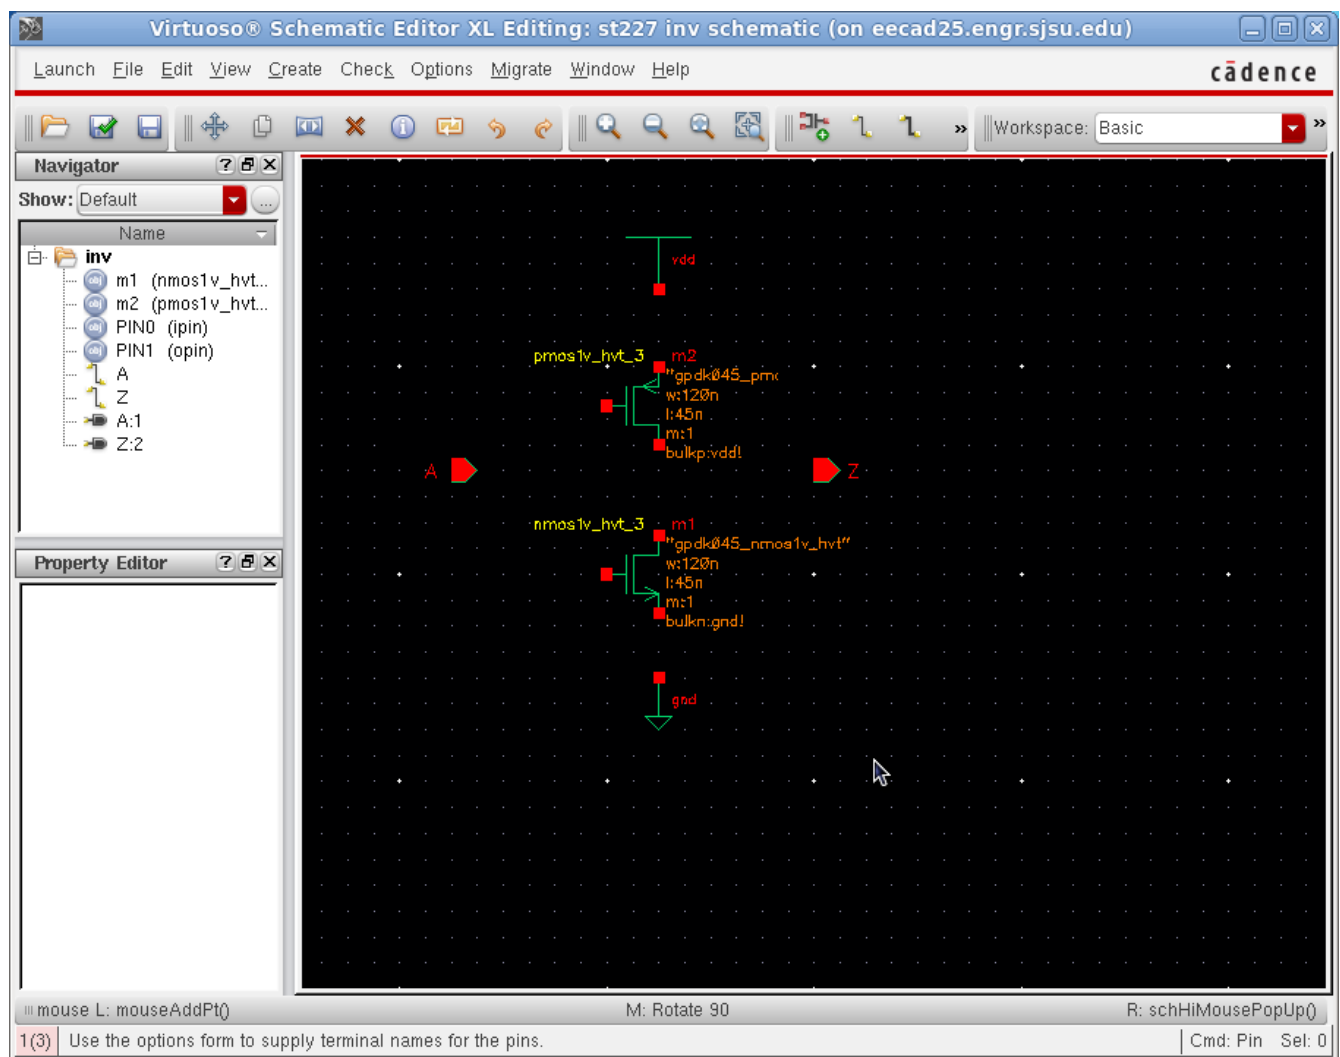 Virtuoso® Schematic Editor XL Editing: st227 inv schematic (on eecad25.engr.sjsu.edu)
Launch File Edit View Create Check Options Migrate Window Help
cādence
Workspace: Basic
»
»
Navigator
Show: Default
...
Name
inv
m1 (nmos1v_hvt...
m2 (pmos1v_hvt...
PIN0 (ipin)
PIN1 (opin)
A
Z
A:1
Z:2
Property Editor
vdd
pmos1v_hvt_3 m2
"gpdk045_pmo
w:120n
l:45n
m:1
bulkp:vdd!
A
Z
nmos1v_hvt_3 m1
"gpdk045_nmos1v_hvt"
w:120n
l:45n
m:1
bulkn:gnd!
gnd
mouse L: mouseAddPt()
M: Rotate 90
R: schHiMousePopUp()
1(3) Use the options form to supply terminal names for the pins.
Cmd: Pin Sel: 0